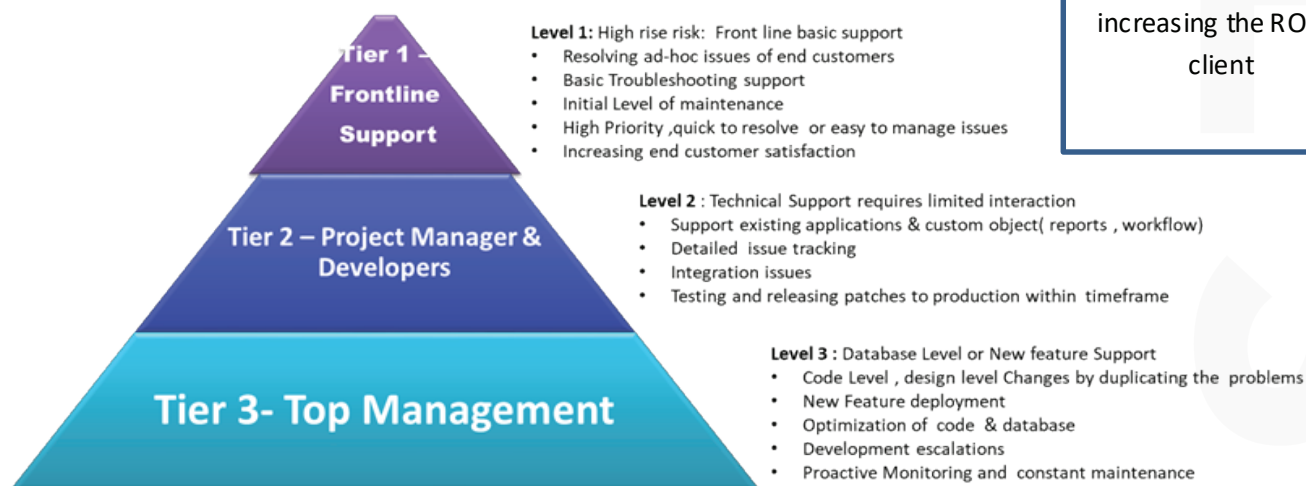 Tier 1 –
Frontline
Support
Level 1: High rise risk: Front line basic support
• Resolving ad-hoc issues of end customers
• Basic Troubleshooting support
• Initial Level of maintenance
• High Priority ,quick to resolve or easy to manage issues
• Increasing end customer satisfaction
increasing the RO
client
Tier 2 – Project Manager &
Developers
Level 2 : Technical Support requires limited interaction
• Support existing applications & custom object( reports , workflow)
• Detailed issue tracking
• Integration issues
• Testing and releasing patches to production within timeframe
Tier 3- Top Management
Level 3 : Database Level or New feature Support
• Code Level , design level Changes by duplicating the problems
• New Feature deployment
• Optimization of code & database
• Development escalations
• Proactive Monitoring and constant maintenance